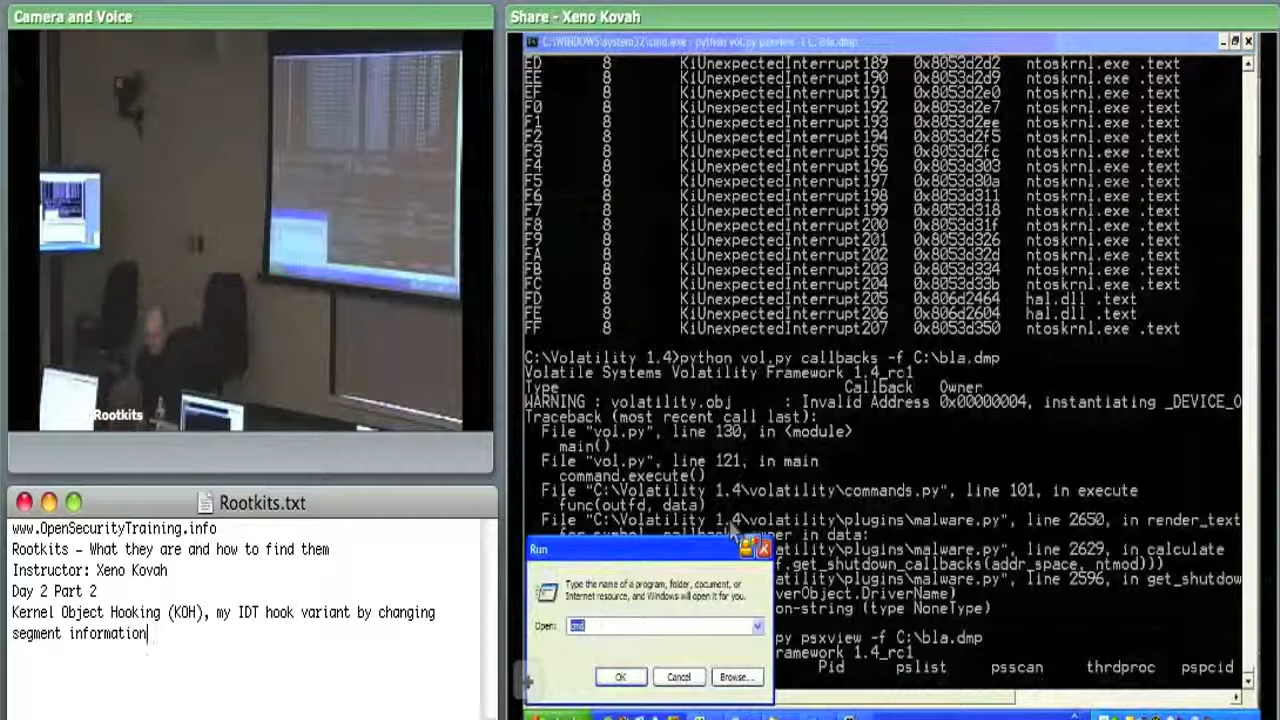 Camera and Voice
Rootkits
Rootkits.txt
www.OpenSecurityTraining.info
Rootkits – What they are and how to find them
Instructor: Xeno Kovah
Day 2 Part 2
Kernel Object Hooking (KOH), my IDT hook variant by changing
segment information
Share - Xeno Kovah
C:\WINDOWS\system32\cmd.exe - python vol.py psxview -f C:\bla.dmp
ED 8 KiUnexpectedInterrupt189 0x8053d2d2 ntoskrnl.exe .text
EE 8 KiUnexpectedInterrupt190 0x8053d2d9 ntoskrnl.exe .text
EF 8 KiUnexpectedInterrupt191 0x8053d2e0 ntoskrnl.exe .text
F0 8 KiUnexpectedInterrupt192 0x8053d2e7 ntoskrnl.exe .text
F1 8 KiUnexpectedInterrupt193 0x8053d2ee ntoskrnl.exe .text
F2 8 KiUnexpectedInterrupt194 0x8053d2f5 ntoskrnl.exe .text
F3 8 KiUnexpectedInterrupt195 0x8053d2fc ntoskrnl.exe .text
F4 8 KiUnexpectedInterrupt196 0x8053d303 ntoskrnl.exe .text
F5 8 KiUnexpectedInterrupt197 0x8053d30a ntoskrnl.exe .text
F6 8 KiUnexpectedInterrupt198 0x8053d311 ntoskrnl.exe .text
F7 8 KiUnexpectedInterrupt199 0x8053d318 ntoskrnl.exe .text
F8 8 KiUnexpectedInterrupt200 0x8053d31f ntoskrnl.exe .text
F9 8 KiUnexpectedInterrupt201 0x8053d326 ntoskrnl.exe .text
FA 8 KiUnexpectedInterrupt202 0x8053d32d ntoskrnl.exe .text
FB 8 KiUnexpectedInterrupt203 0x8053d334 ntoskrnl.exe .text
FC 8 KiUnexpectedInterrupt204 0x8053d33b ntoskrnl.exe .text
FD 8 KiUnexpectedInterrupt205 0x806d2464 hal.dll .text
FE 8 KiUnexpectedInterrupt206 0x806d2604 hal.dll .text
FF 8 KiUnexpectedInterrupt207 0x8053d350 ntoskrnl.exe .text
C:\Volatility 1.4>python vol.py callbacks -f C:\bla.dmp
Volatile Systems Volatility Framework 1.4_rc1
Type Callback Owner
WARNING : volatility.obj : Invalid Address 0x00000004, instantiating _DEVICE_O
Traceback (most recent call last):
File "vol.py", line 130, in <module>
main()
File "vol.py", line 121, in main
command.execute()
File "C:\Volatility 1.4\volatility\commands.py", line 101, in execute
func(outfd, data)
File "C:\Volatility 1.4\volatility\plugins\malware.py", line 2650, in render_text
in data:
atility\plugins\malware.py", line 2629, in calculate
f.get_shutdown_callbacks(addr_space, ntmod)))
atility\plugins\malware.py", line 2596, in get_shutdow
verObject.DriverName)
on-string (type NoneType)
py psxview -f C:\bla.dmp
ramework 1.4_rc1
Pid pslist psscan thrdproc pspcid
Run
Type the name of a program, folder, document, or
Internet resource, and Windows will open it for you.
Open: cmd
OK Cancel Browse...